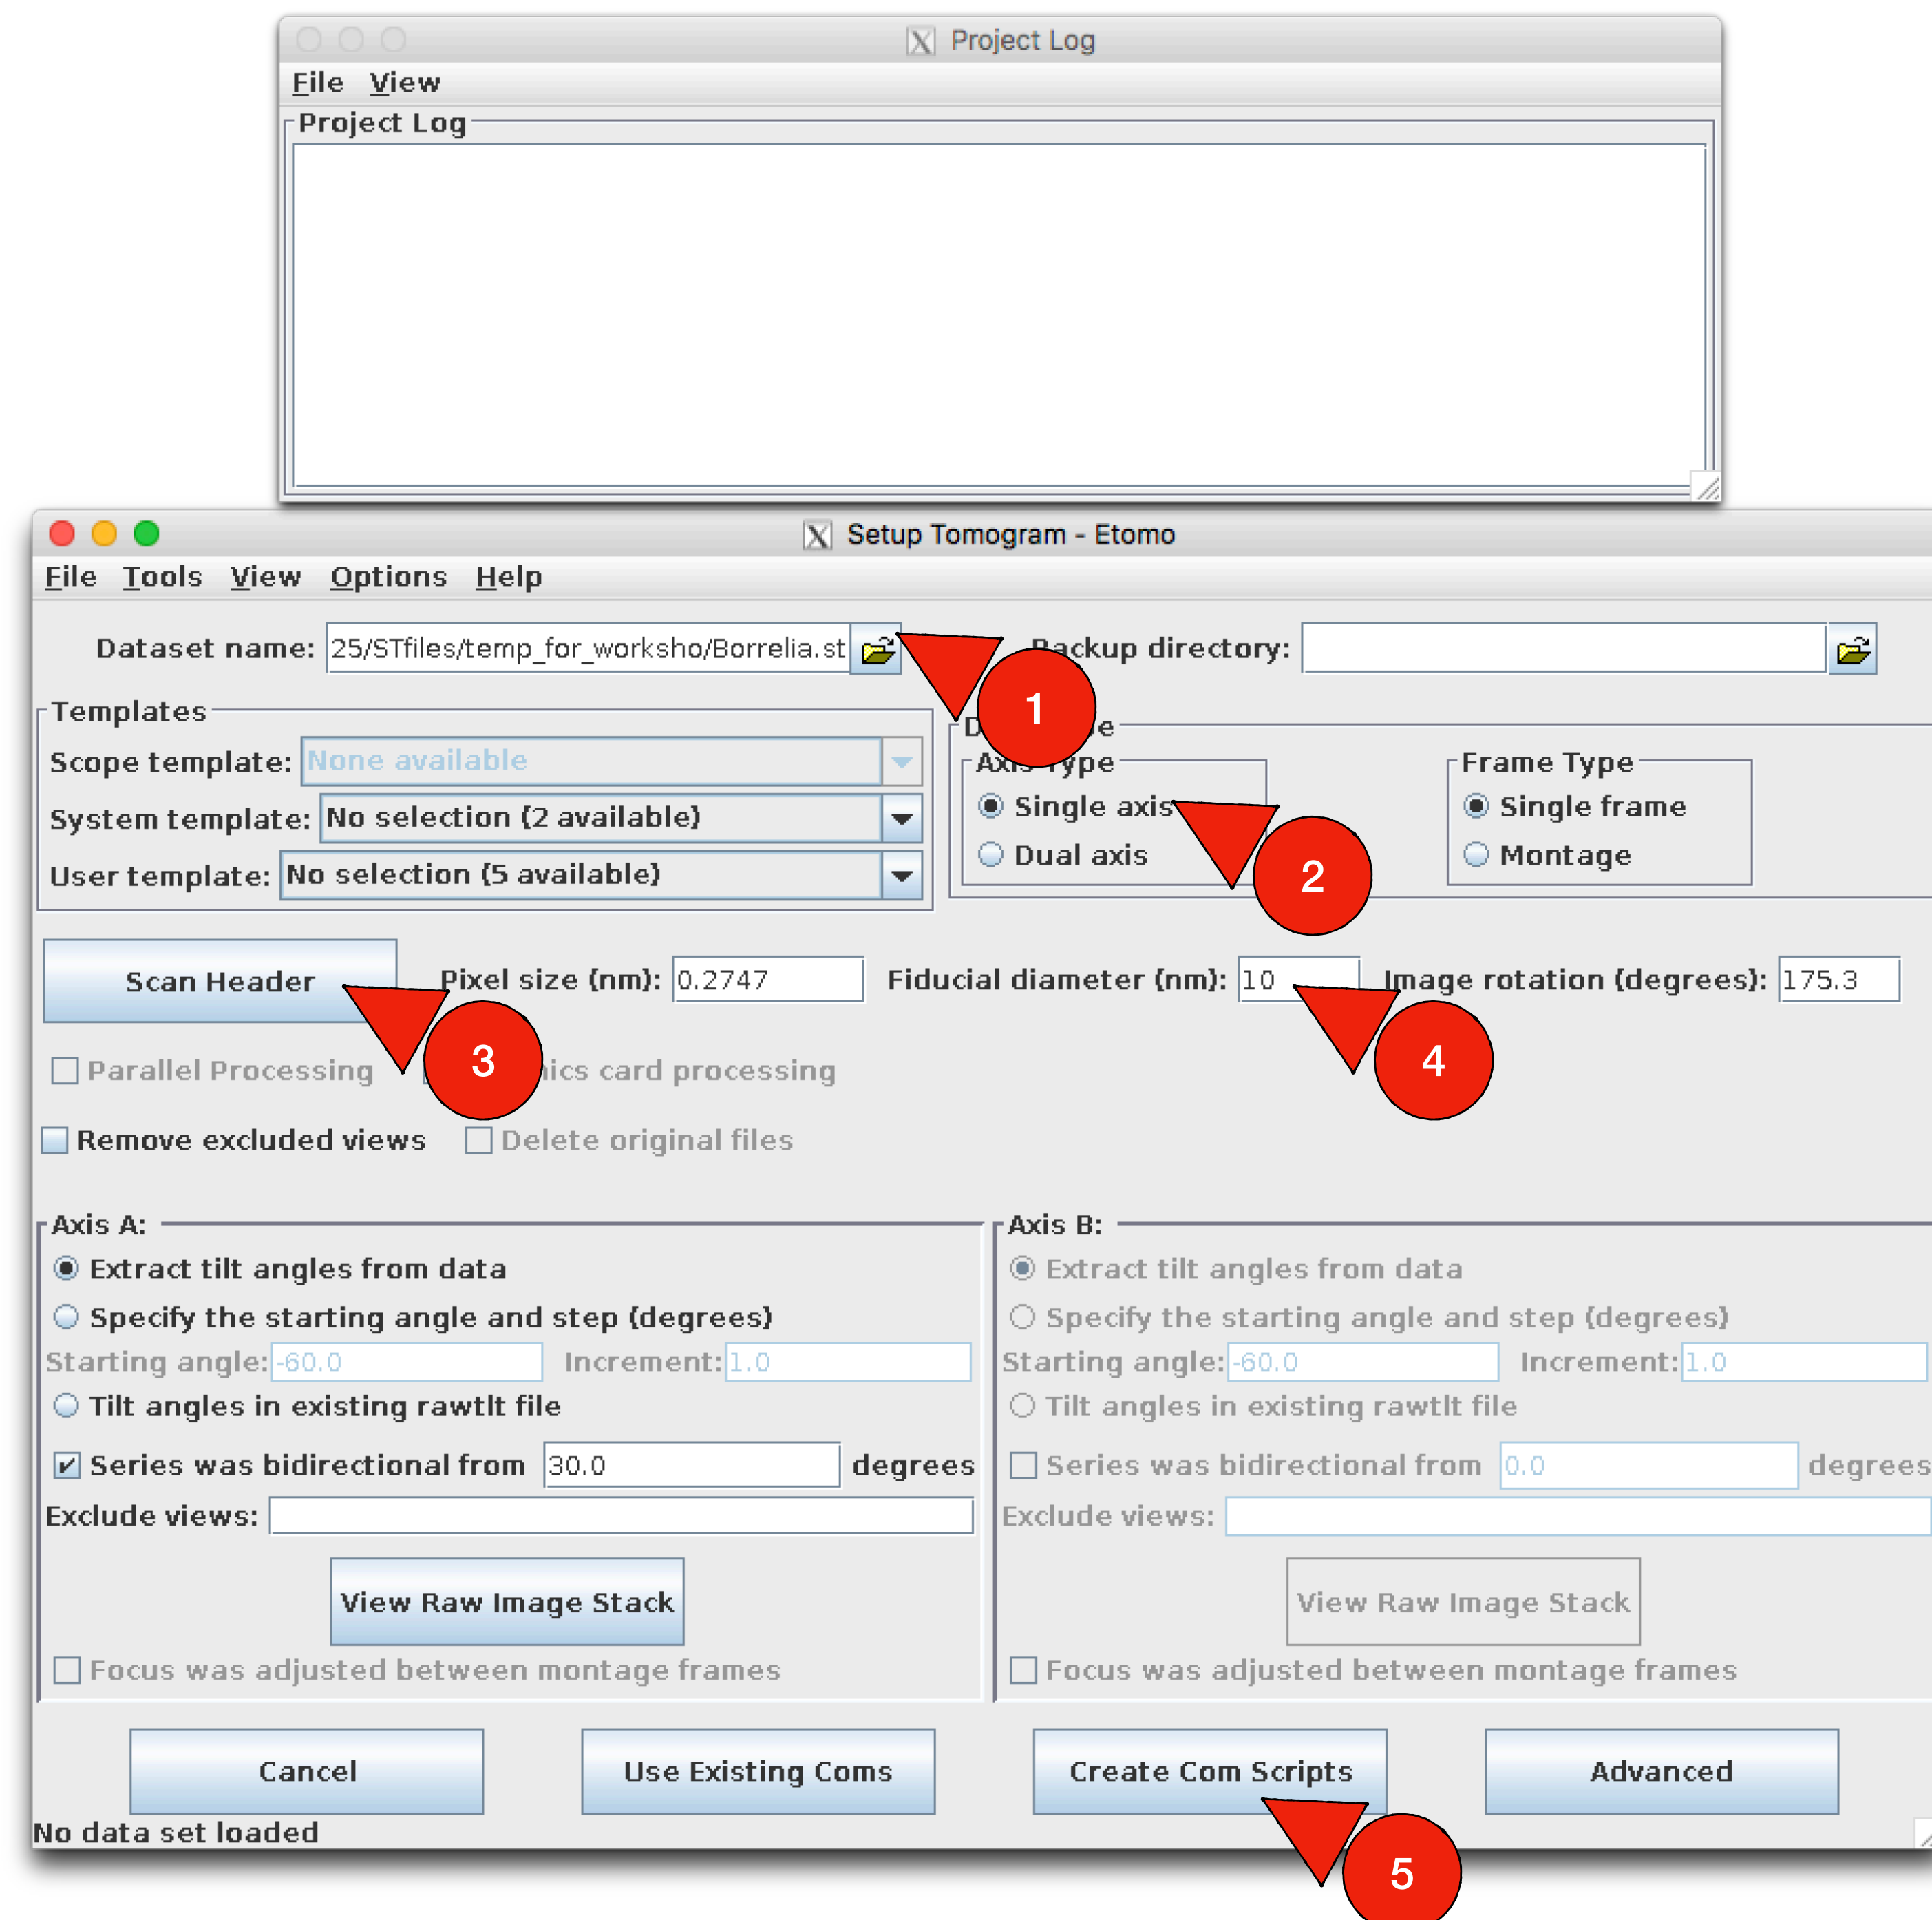 Project Log
File View
Project Log
Setup Tomogram - Etomo
File Tools View Options Help
Dataset name: 25/STfiles/temp_for_worksho/Borrelia.st
Backup directory:
1
Templates
Scope template: None available
System template: No selection (2 available)
User template: No selection (5 available)
Axis Type
Single axis
Dual axis
2
Frame Type
Single frame
Montage
Scan Header Pixel size (nm): 0.2747 Fiducial diameter (nm): 10 Image rotation (degrees): 175.3
3
4
Parallel Processing card processing
Remove excluded views Delete original files
Axis A:
Extract tilt angles from data
Specify the starting angle and step (degrees)
Starting angle: -60.0 Increment: 1.0
Tilt angles in existing rawtlt file
Series was bidirectional from 30.0 degrees
Exclude views:
View Raw Image Stack
Focus was adjusted between montage frames
Axis B:
Extract tilt angles from data
Specify the starting angle and step (degrees)
Starting angle: -60.0 Increment: 1.0
Tilt angles in existing rawtlt file
Series was bidirectional from 0.0 degrees
Exclude views:
View Raw Image Stack
Focus was adjusted between montage frames
Cancel Use Existing Coms Create Com Scripts Advanced
5
No data set loaded